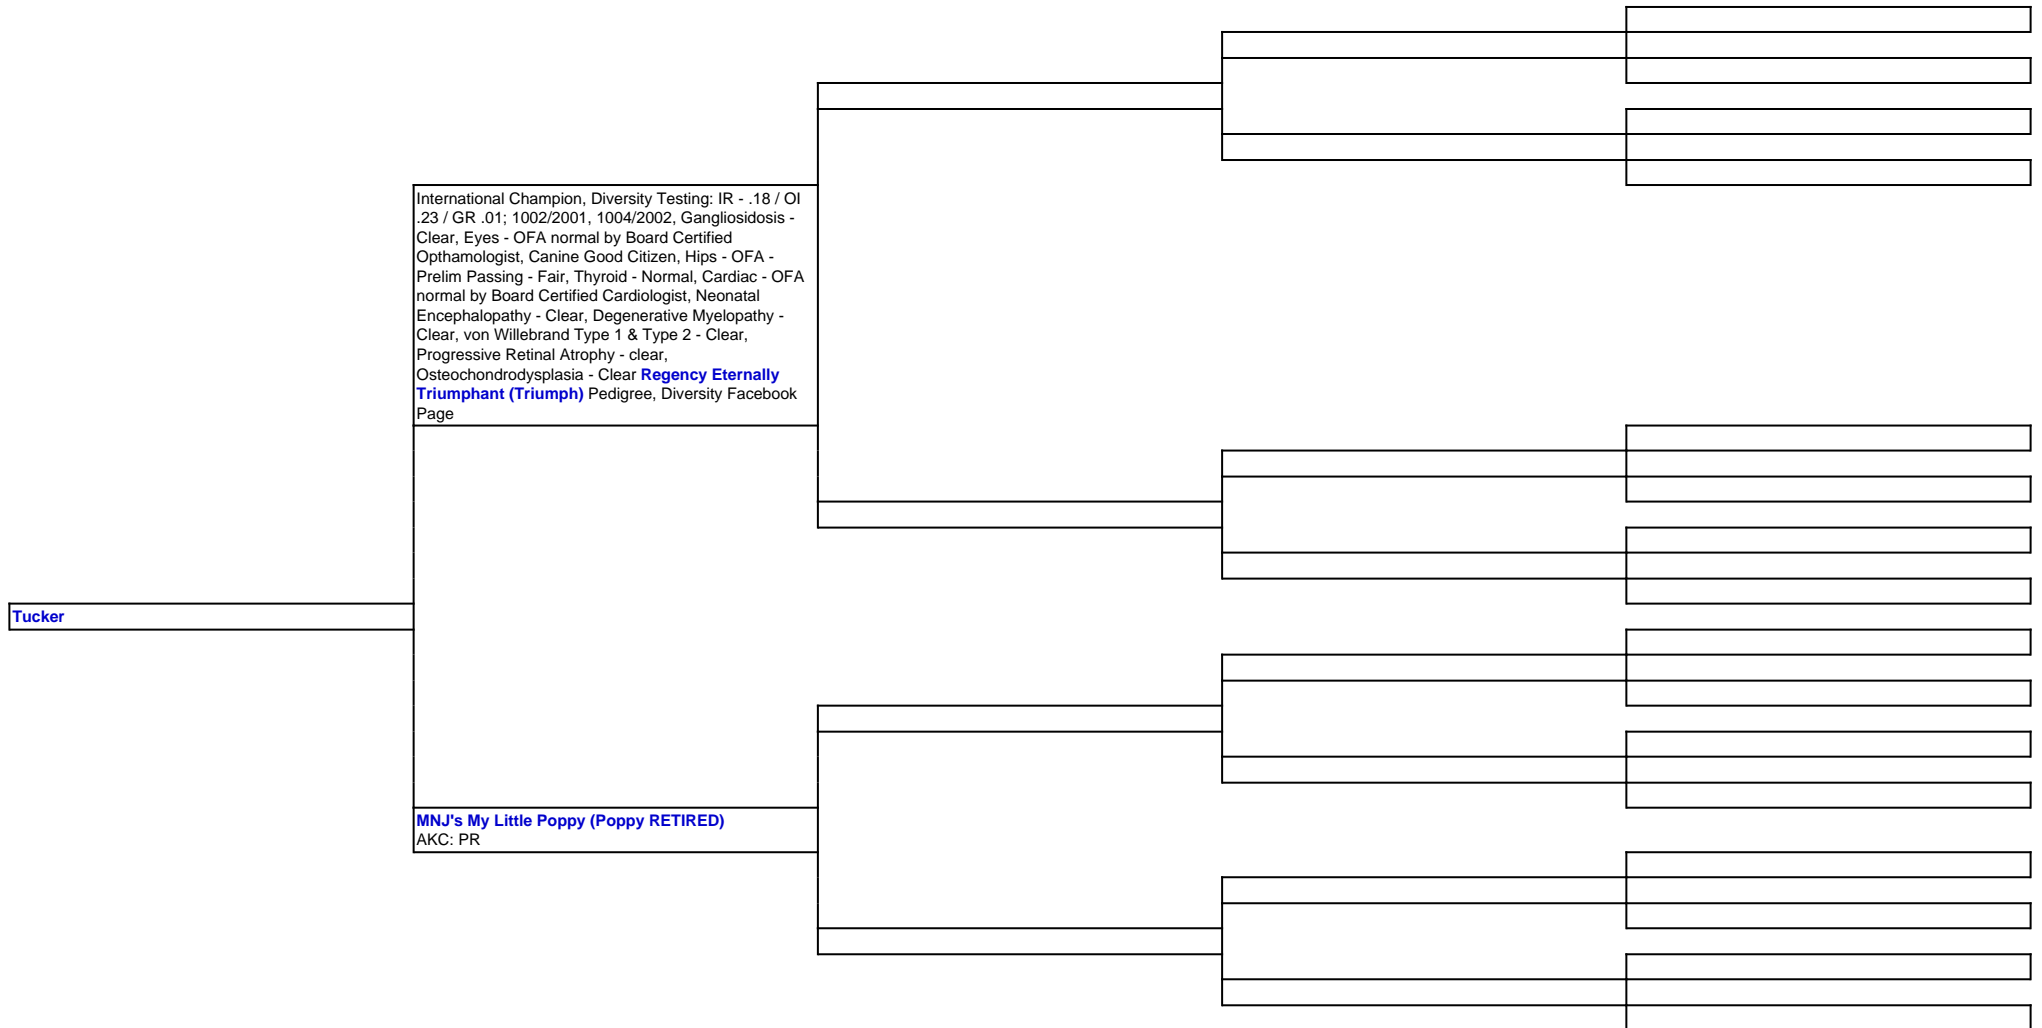 International Champion, Diversity Testing: IR - .18 / OI
.23 / GR .01; 1002/2001, 1004/2002, Gangliosidosis -
Clear, Eyes - OFA normal by Board Certified
Opthamologist, Canine Good Citizen, Hips - OFA -
Prelim Passing - Fair, Thyroid - Normal, Cardiac - OFA
normal by Board Certified Cardiologist, Neonatal
Encephalopathy - Clear, Degenerative Myelopathy -
Clear, von Willebrand Type 1 & Type 2 - Clear,
Progressive Retinal Atrophy - clear,
Osteochondrodysplasia - Clear Regency Eternally
Triumphant (Triumph) Pedigree, Diversity Facebook
Page
Tucker
MNJ's My Little Poppy (Poppy RETIRED)
AKC: PR